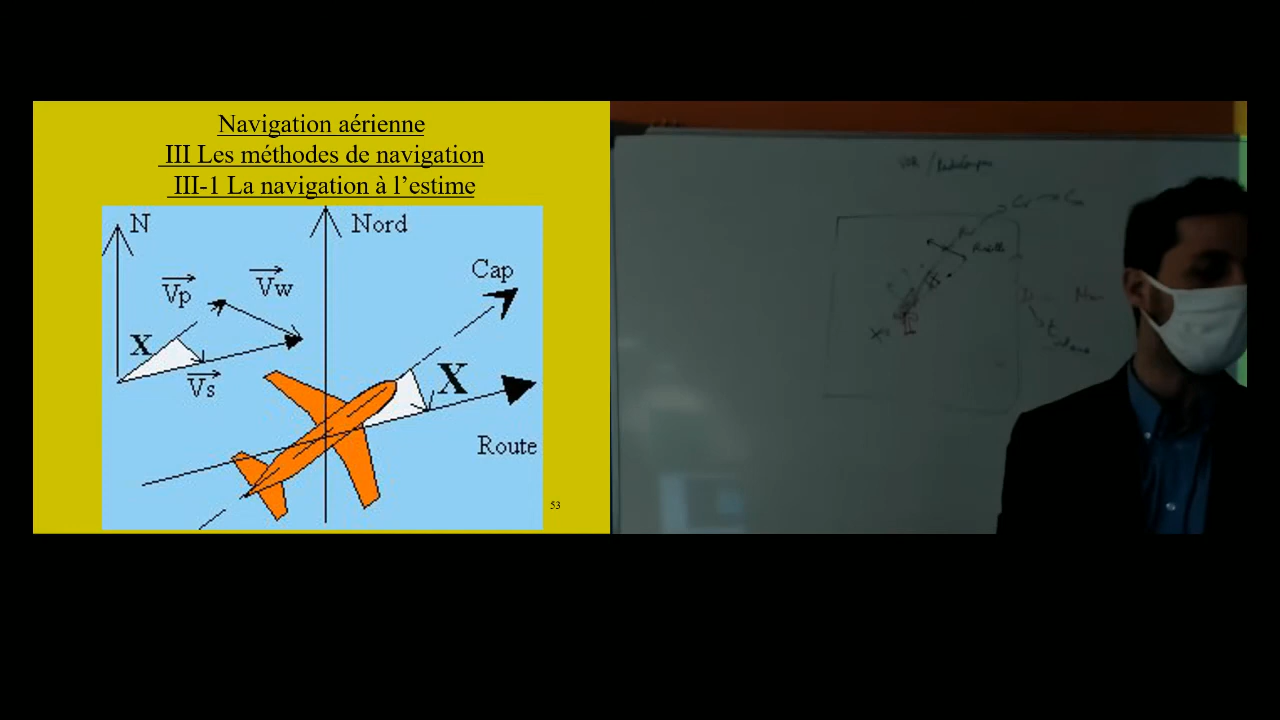 Navigation aérienne
III Les méthodes de navigation
III-1 La navigation à l’estime
N
Nord
Cap
Vp
Vw
X
Vs
X
Route
53
VOR /